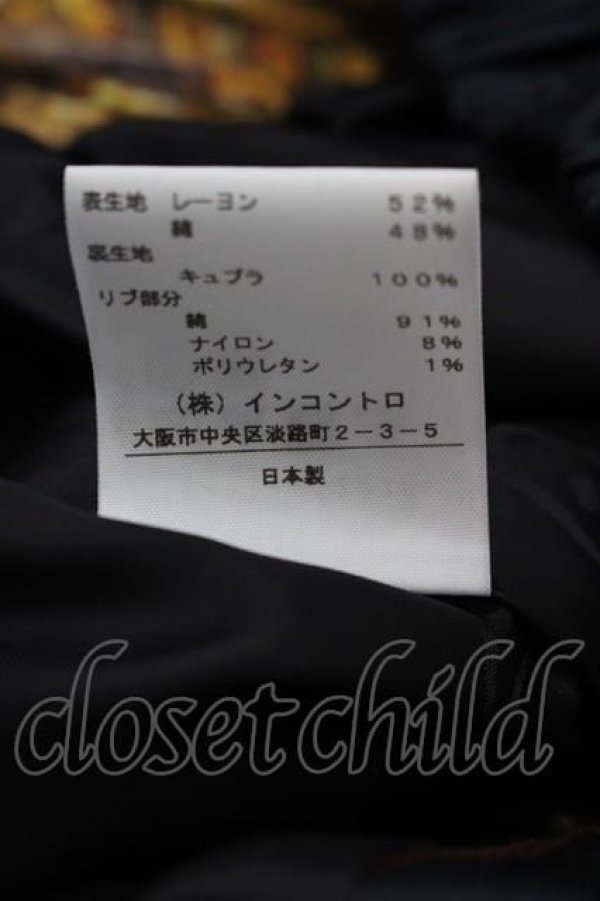 表生地 レーヨン 52%
綿 48%
裏生地
キュプラ 100%
リブ部分
綿 91%
ナイロン 8%
ポリウレタン 1%
（株）インコントロ
大阪市中央区淡路町2－3－5
日本製
closet child